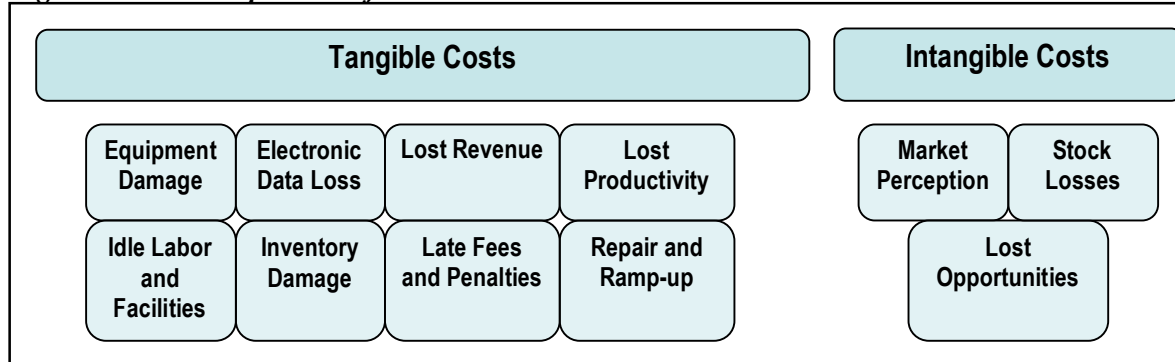 Tangible Costs
Intangible Costs
Equipment
Damage
Electronic
Data Loss
Lost Revenue
Lost
Productivity
Market
Perception
Stock
Losses
Idle Labor
and
Facilities
Inventory
Damage
Late Fees
and Penalties
Repair and
Ramp-up
Lost
Opportunities